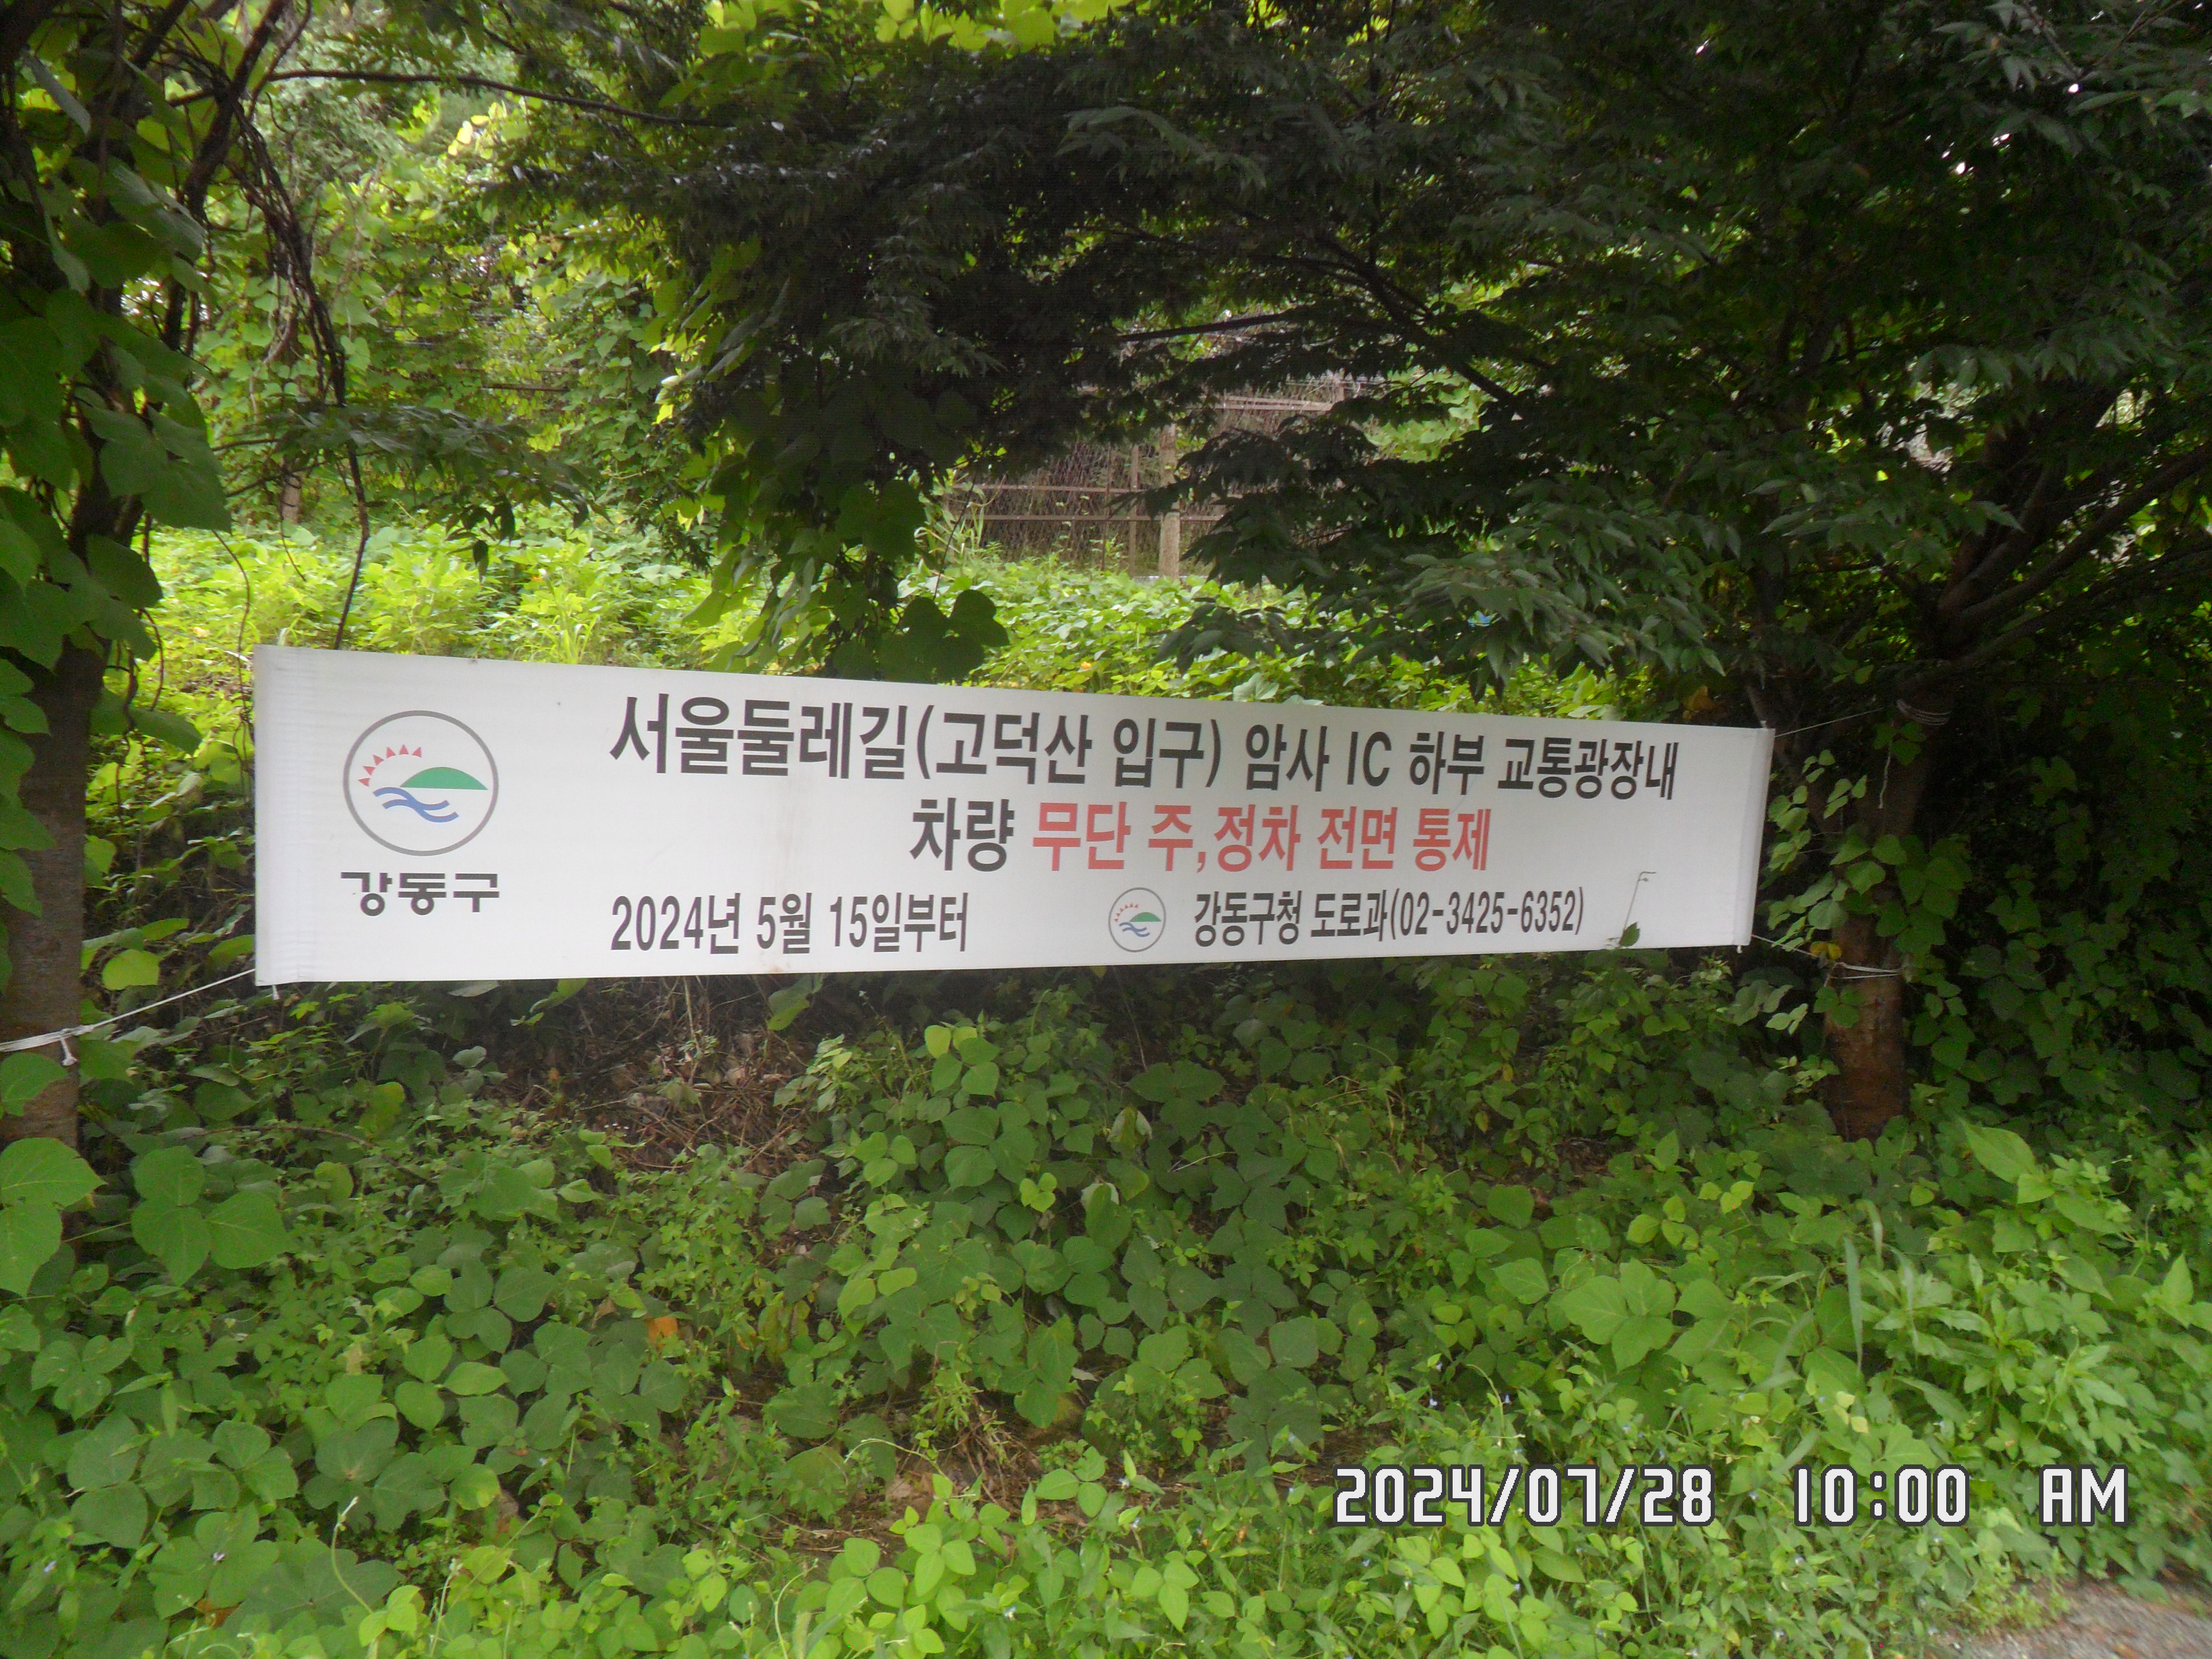 서울둘레길(고덕산 입구) 암사 IC 하부 교통광장내
차량 무단 주,정차 전면 통제
강동구
2024년 5월 15일부터
강동구청 도로과(02-3425-6352)
2024/07/28 10:00 AM